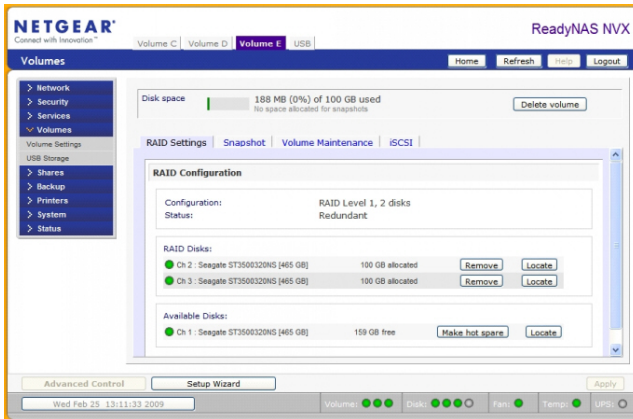 NETGEAR®
Connect with Innovation™
ReadyNAS NVX
Volume C
Volume D
Volume E
USB
Volumes
Home
Refresh
Help
Logout
> Network
> Security
> Services
Volumes
Volume Settings
USB Storage
> Shares
> Backup
> Printers
> System
> Status
Disk space
188 MB (0%) of 100 GB used
No space allocated for snapshots
Delete volume
RAID Settings
Snapshot
Volume Maintenance
iSCSI
RAID Configuration
Configuration: RAID Level 1, 2 disks
Status: Redundant
RAID Disks:
Ch 2 : Seagate ST3500320NS [465 GB] 100 GB allocated Remove Locate
Ch 3 : Seagate ST3500320NS [465 GB] 100 GB allocated Remove Locate
Available Disks:
Ch 1 : Seagate ST3500320NS [465 GB] 159 GB free Make hot spare Locate
Advanced Control
Setup Wizard
Apply
Wed Feb 25 13:11:33 2009
Volume:
Disk:
Fan:
Temp:
UPS: